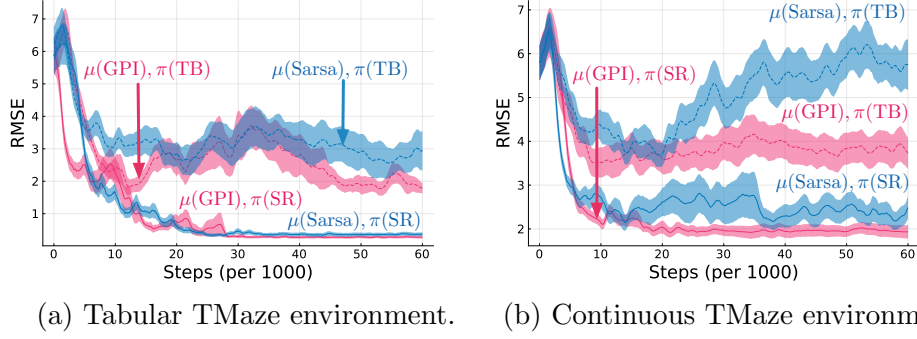 7
6
5
4
3
2
1
RMSE
μ(GPI), π(TB)
μ(Sarsa), π(TB)
μ(GPI), π(SR)
μ(Sarsa), π(SR)
0 10 20 30 40 50 60
Steps (per 1000)
(a) Tabular TMaze environment.
7
6
5
4
3
2
RMSE
μ(Sarsa), π(TB)
μ(GPI), π(SR)
μ(GPI), π(TB)
μ(Sarsa), π(SR)
0 10 20 30 40 50 60
Steps (per 1000)
(b) Continuous TMaze environm